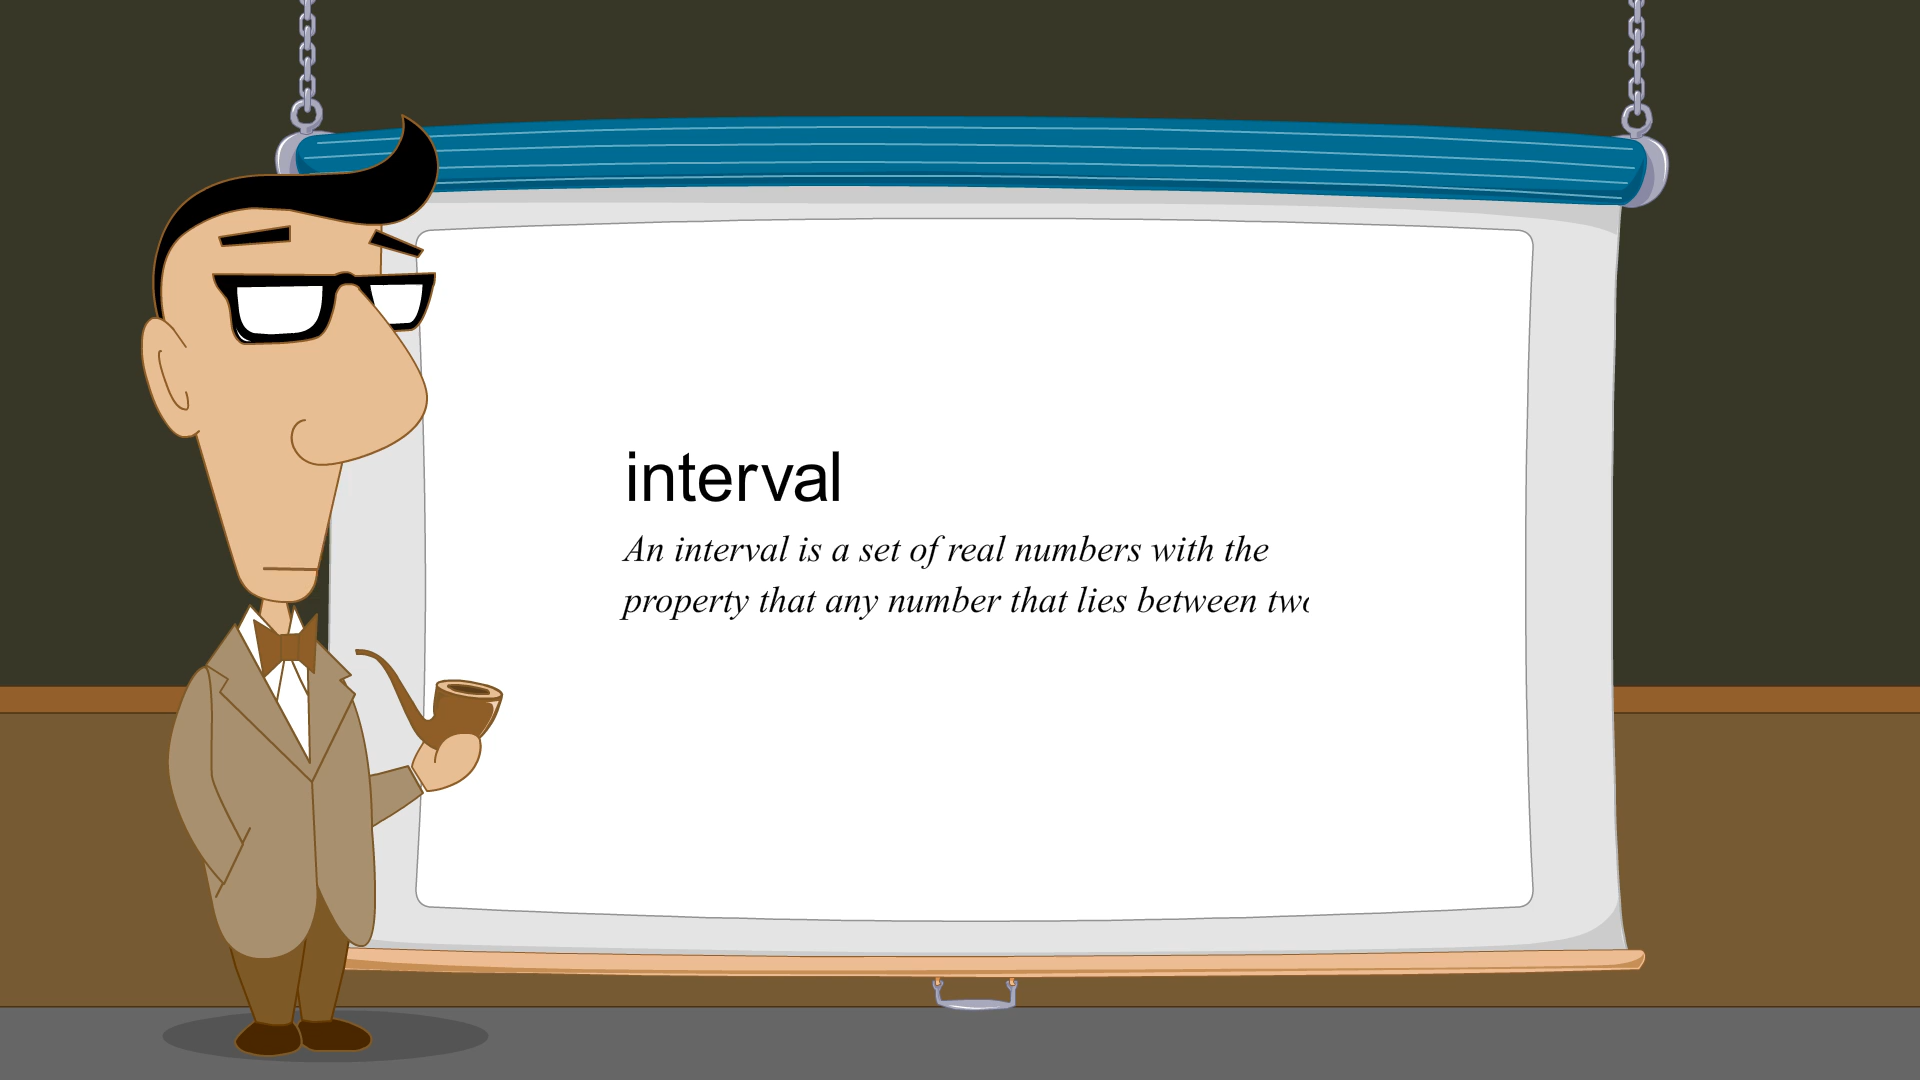 interval
An interval is a set of real numbers with the
property that any number that lies between